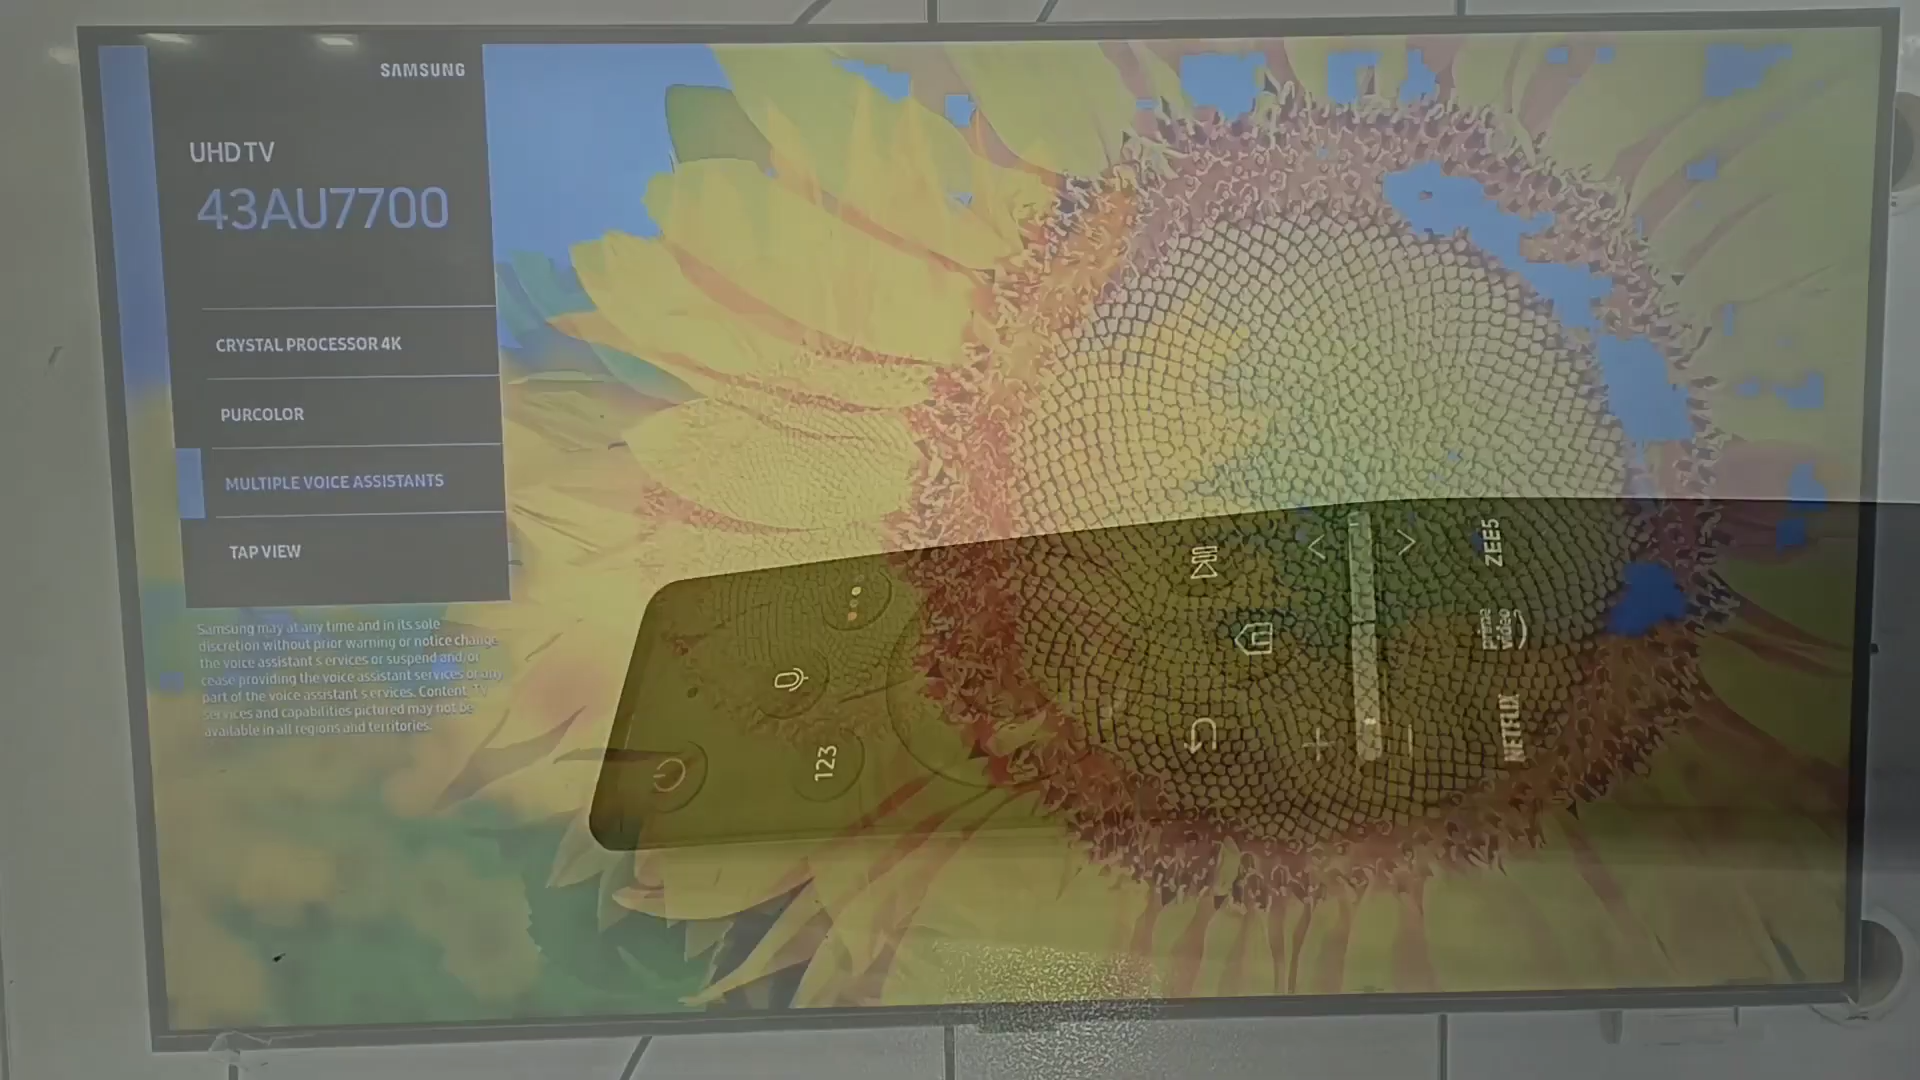 SAMSUNG
UHD TV
43AU7700
CRYSTAL PROCESSOR 4K
PURCOLOR
MULTIPLE VOICE ASSISTANTS
TAP VIEW
Samsung may at any time and in its sole
discretion without prior warning or notice change
the voice assistant services or suspend and/or
cease providing the voice assistant services or any
part of the voice assistant services. Content, TV
services and capabilities pictured may not be
available in all regions and territories.
123
ZEE5
prime
video
NETFLIX